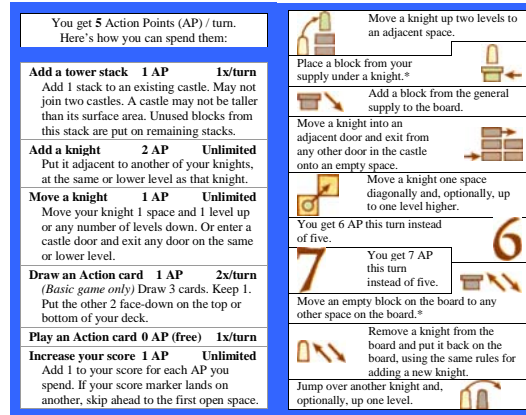 You get 5 Action Points (AP) / turn.
Here's how you can spend them:
Add a tower stack 1 AP 1x/turn
Add 1 stack to an existing castle. May not
join two castles. A castle may not be taller
than its surface area. Unused blocks from
this stack are put on remaining stacks.
Add a knight 2 AP Unlimited
Put it adjacent to another of your knights,
at the same or lower level as that knight.
Move a knight 1 AP Unlimited
Move your knight 1 space and 1 level up
or any number of levels down. Or enter a
castle door and exit any door on the same
or lower level.
Draw an Action card 1 AP 2x/turn
(Basic game only) Draw 3 cards. Keep 1.
Put the other 2 face-down on the top or
bottom of your deck.
Play an Action card 0 AP (free) 1x/turn
Increase your score 1 AP Unlimited
Add 1 to your score for each AP you
spend. If your score marker lands on
another, skip ahead to the first open space.
Move a knight up two levels to
an adjacent space.
Place a block from your
supply under a knight.*
Add a block from the general
supply to the board.
Move a knight into an
adjacent door and exit from
any other door in the castle
onto an empty space.
Move a knight one space
diagonally and, optionally, up
to one level higher.
You get 6 AP this turn instead
of five.
6
7
You get 7 AP
this turn
instead of five.
Move an empty block on the board to any
other space on the board.*
Remove a knight from the
board and put it back on the
board, using the same rules for
adding a new knight.
Jump over another knight and,
optionally, up one level.